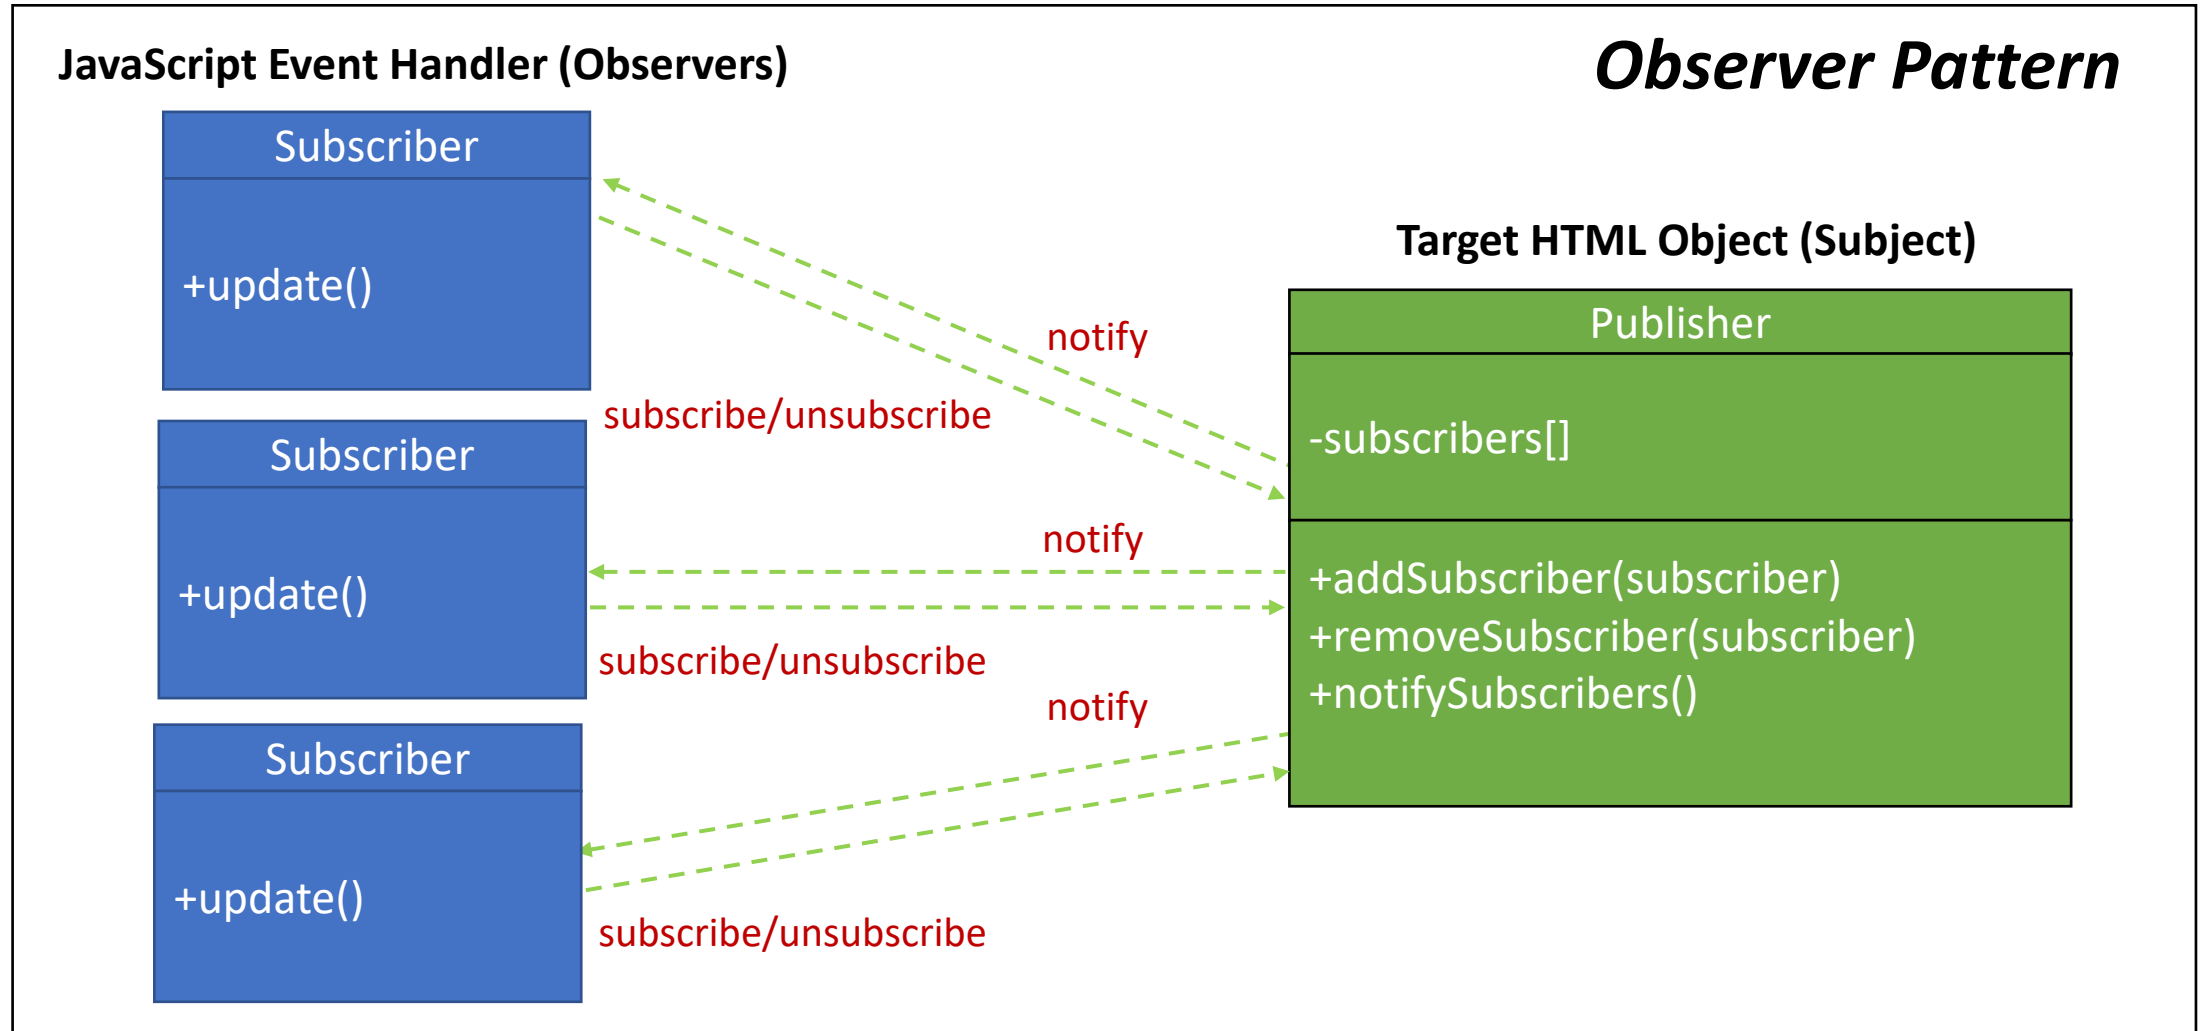 JavaScript Event Handler (Observers)
Observer Pattern
Subscriber
+update()
Target HTML Object (Subject)
Publisher
-subscribers[]
+addSubscriber(subscriber)
+removeSubscriber(subscriber)
+notifySubscribers()
notify
subscribe/unsubscribe
Subscriber
+update()
notify
subscribe/unsubscribe
Subscriber
+update()
notify
subscribe/unsubscribe